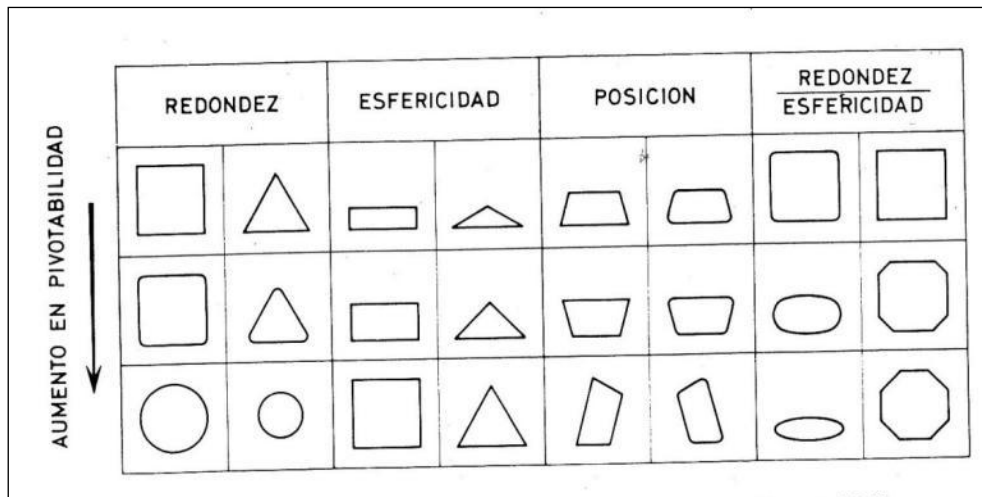 REDONDEZ
ESFERICIDAD
POSICION
REDONDEZ
ESFERICIDAD
AUMENTO EN PIVOTABILIDAD